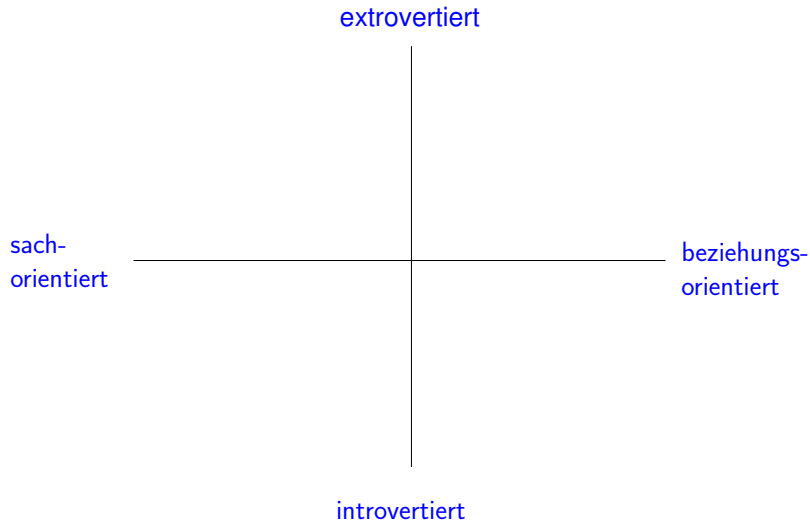 extrovertiert
sach-
orientiert
beziehungs-
orientiert
introvertiert